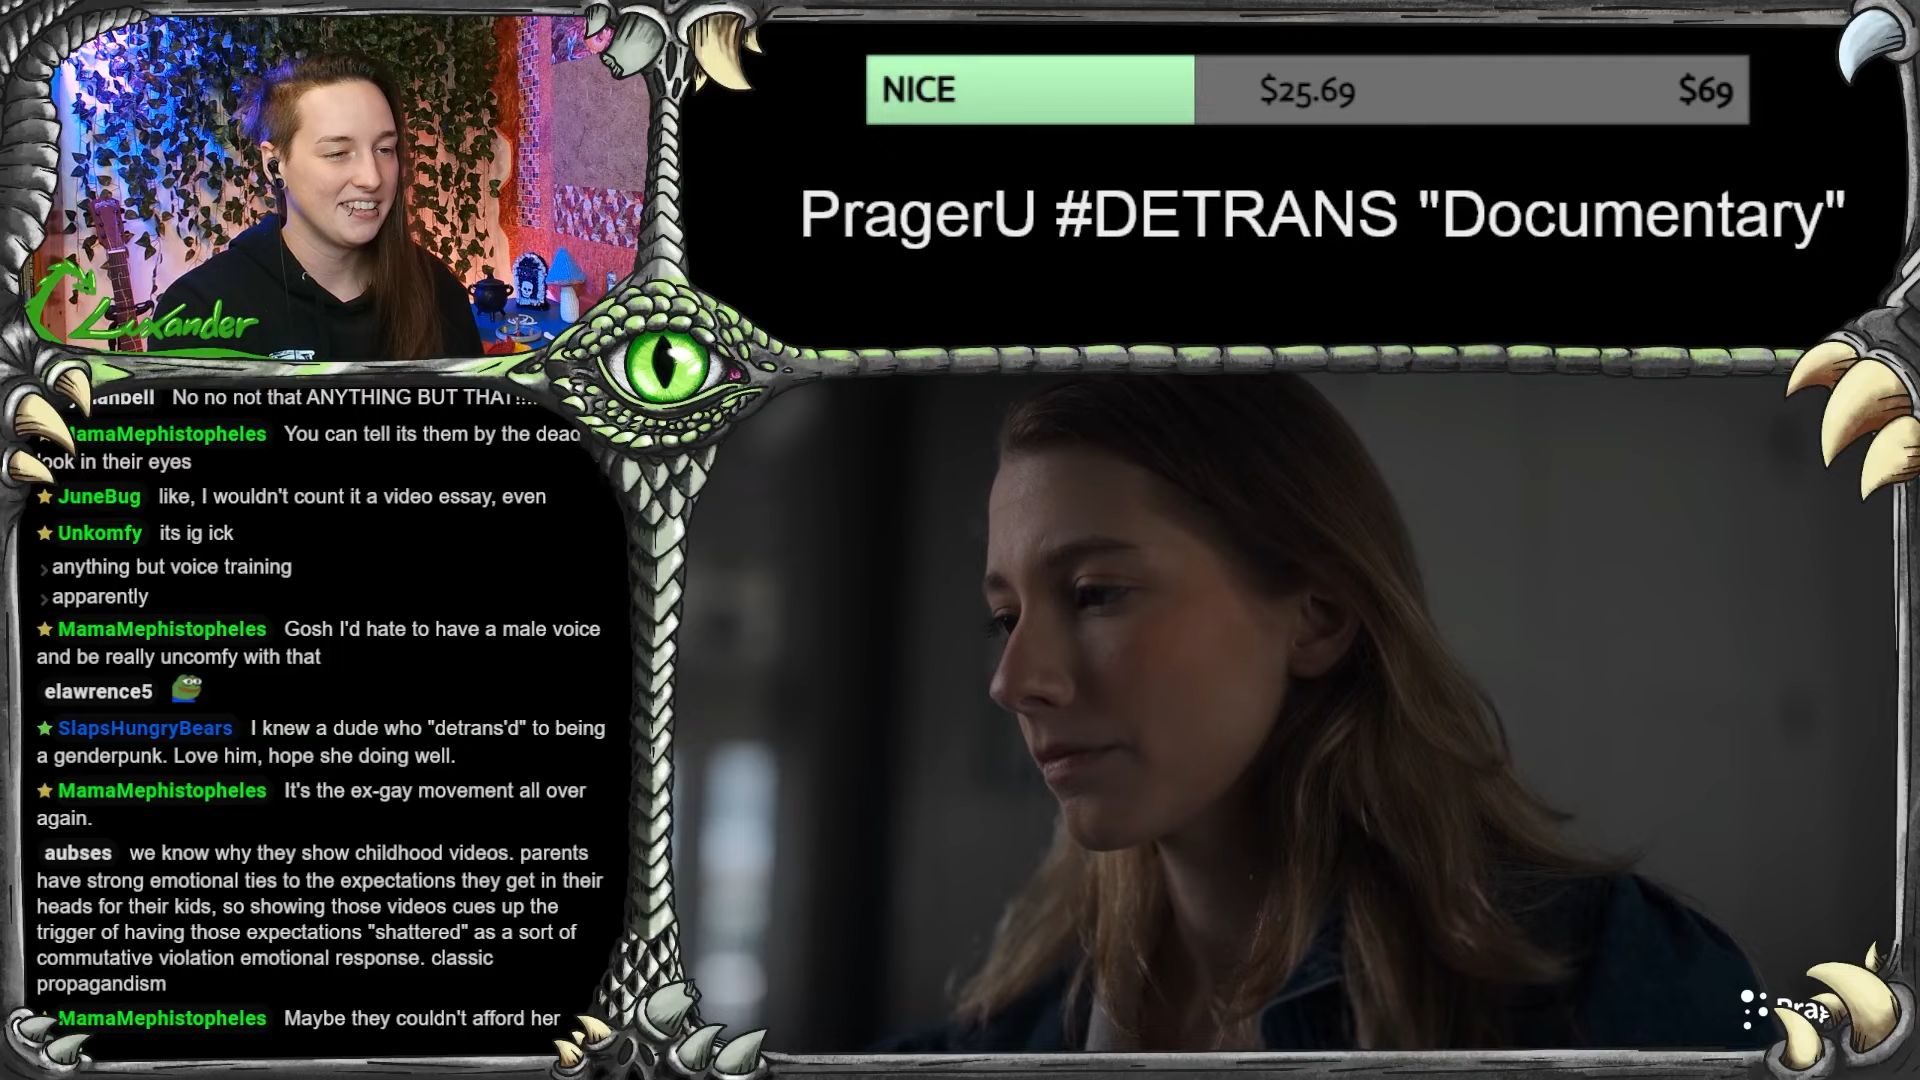 NICE $25.69 $69
PragerU #DETRANS "Documentary"
Luxander
No no not that ANYTHING BUT THAT!...
MamaMephistopheles You can tell its them by the dead
look in their eyes
JuneBug like, I wouldn't count it a video essay, even
Unkomfy its ig ick
anything but voice training
apparently
MamaMephistopheles Gosh I'd hate to have a male voice
and be really uncomfy with that
elawrence5
SlapsHungryBears I knew a dude who "detrans'd" to being
a genderpunk. Love him, hope she doing well.
MamaMephistopheles It's the ex-gay movement all over
again.
aubses we know why they show childhood videos. parents
have strong emotional ties to the expectations they get in their
heads for their kids, so showing those videos cues up the
trigger of having those expectations "shattered" as a sort of
commutative violation emotional response. classic
propagandism
MamaMephistopheles Maybe they couldn't afford her